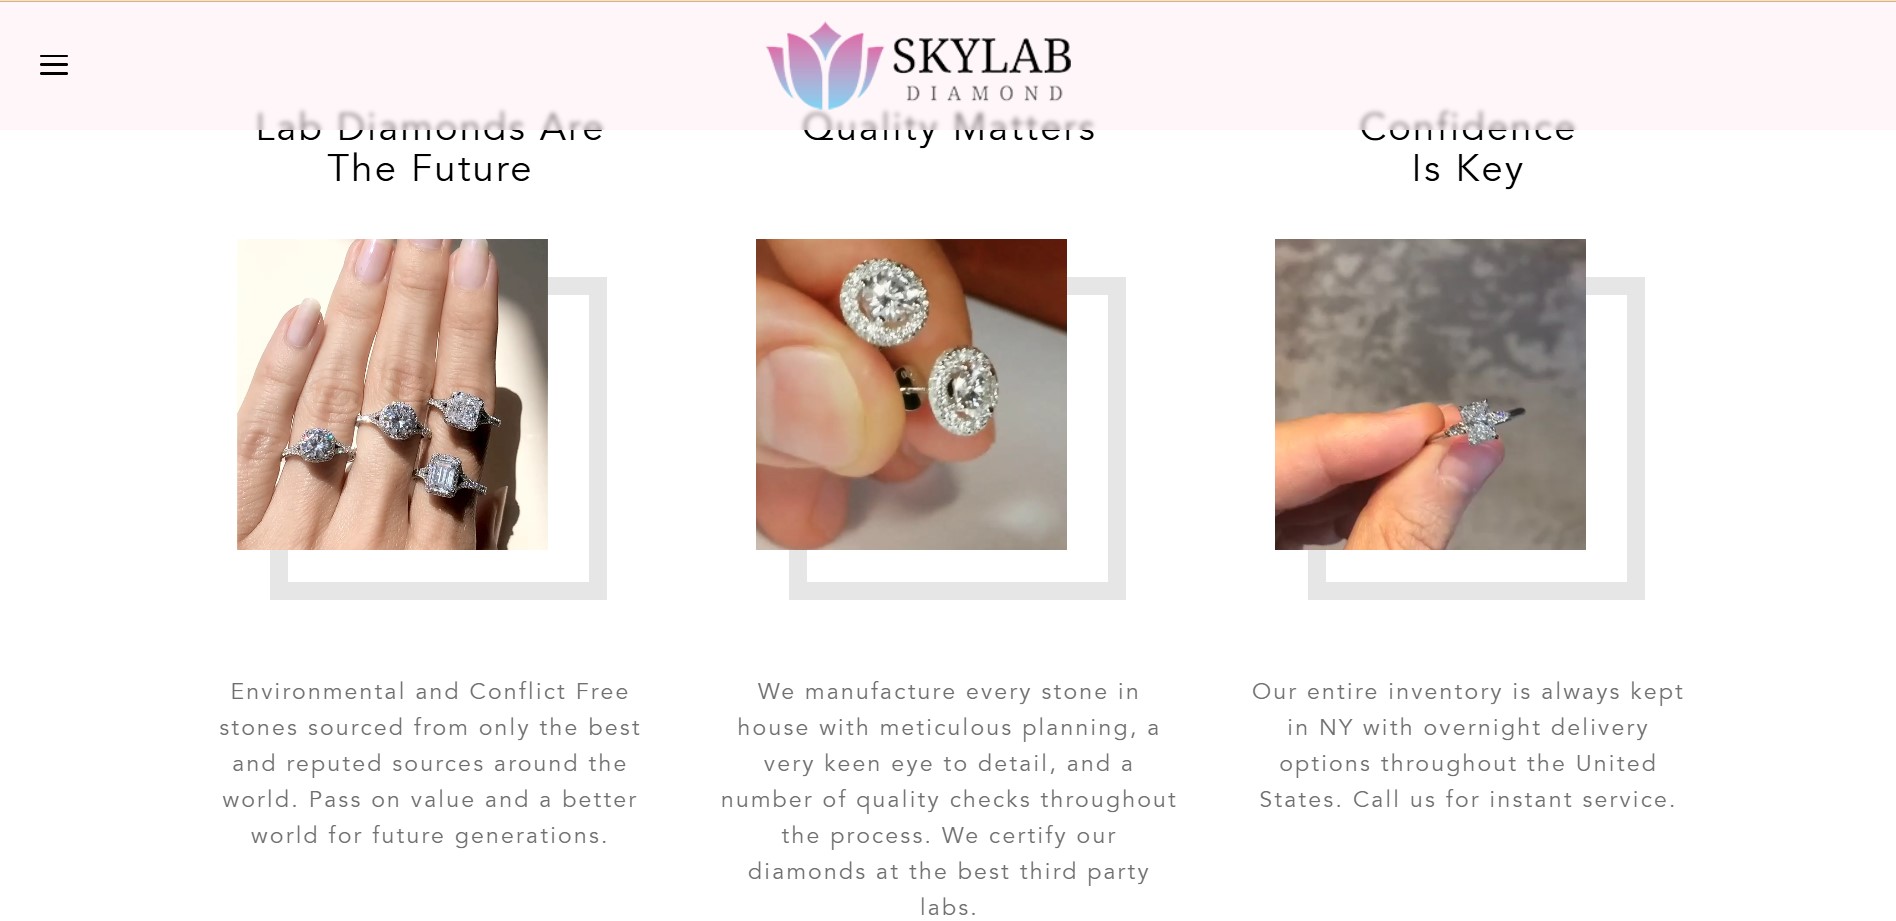 SKYLAB
DIAMOND
Lab Diamonds Are
The Future
Quality Matters
Confidence
Is Key
Environmental and Conflict Free
stones sourced from only the best
and reputed sources around the
world. Pass on value and a better
world for future generations.
We manufacture every stone in
house with meticulous planning, a
very keen eye to detail, and a
number of quality checks throughout
the process. We certify our
diamonds at the best third party
labs.
Our entire inventory is always kept
in NY with overnight delivery
options throughout the United
States. Call us for instant service.